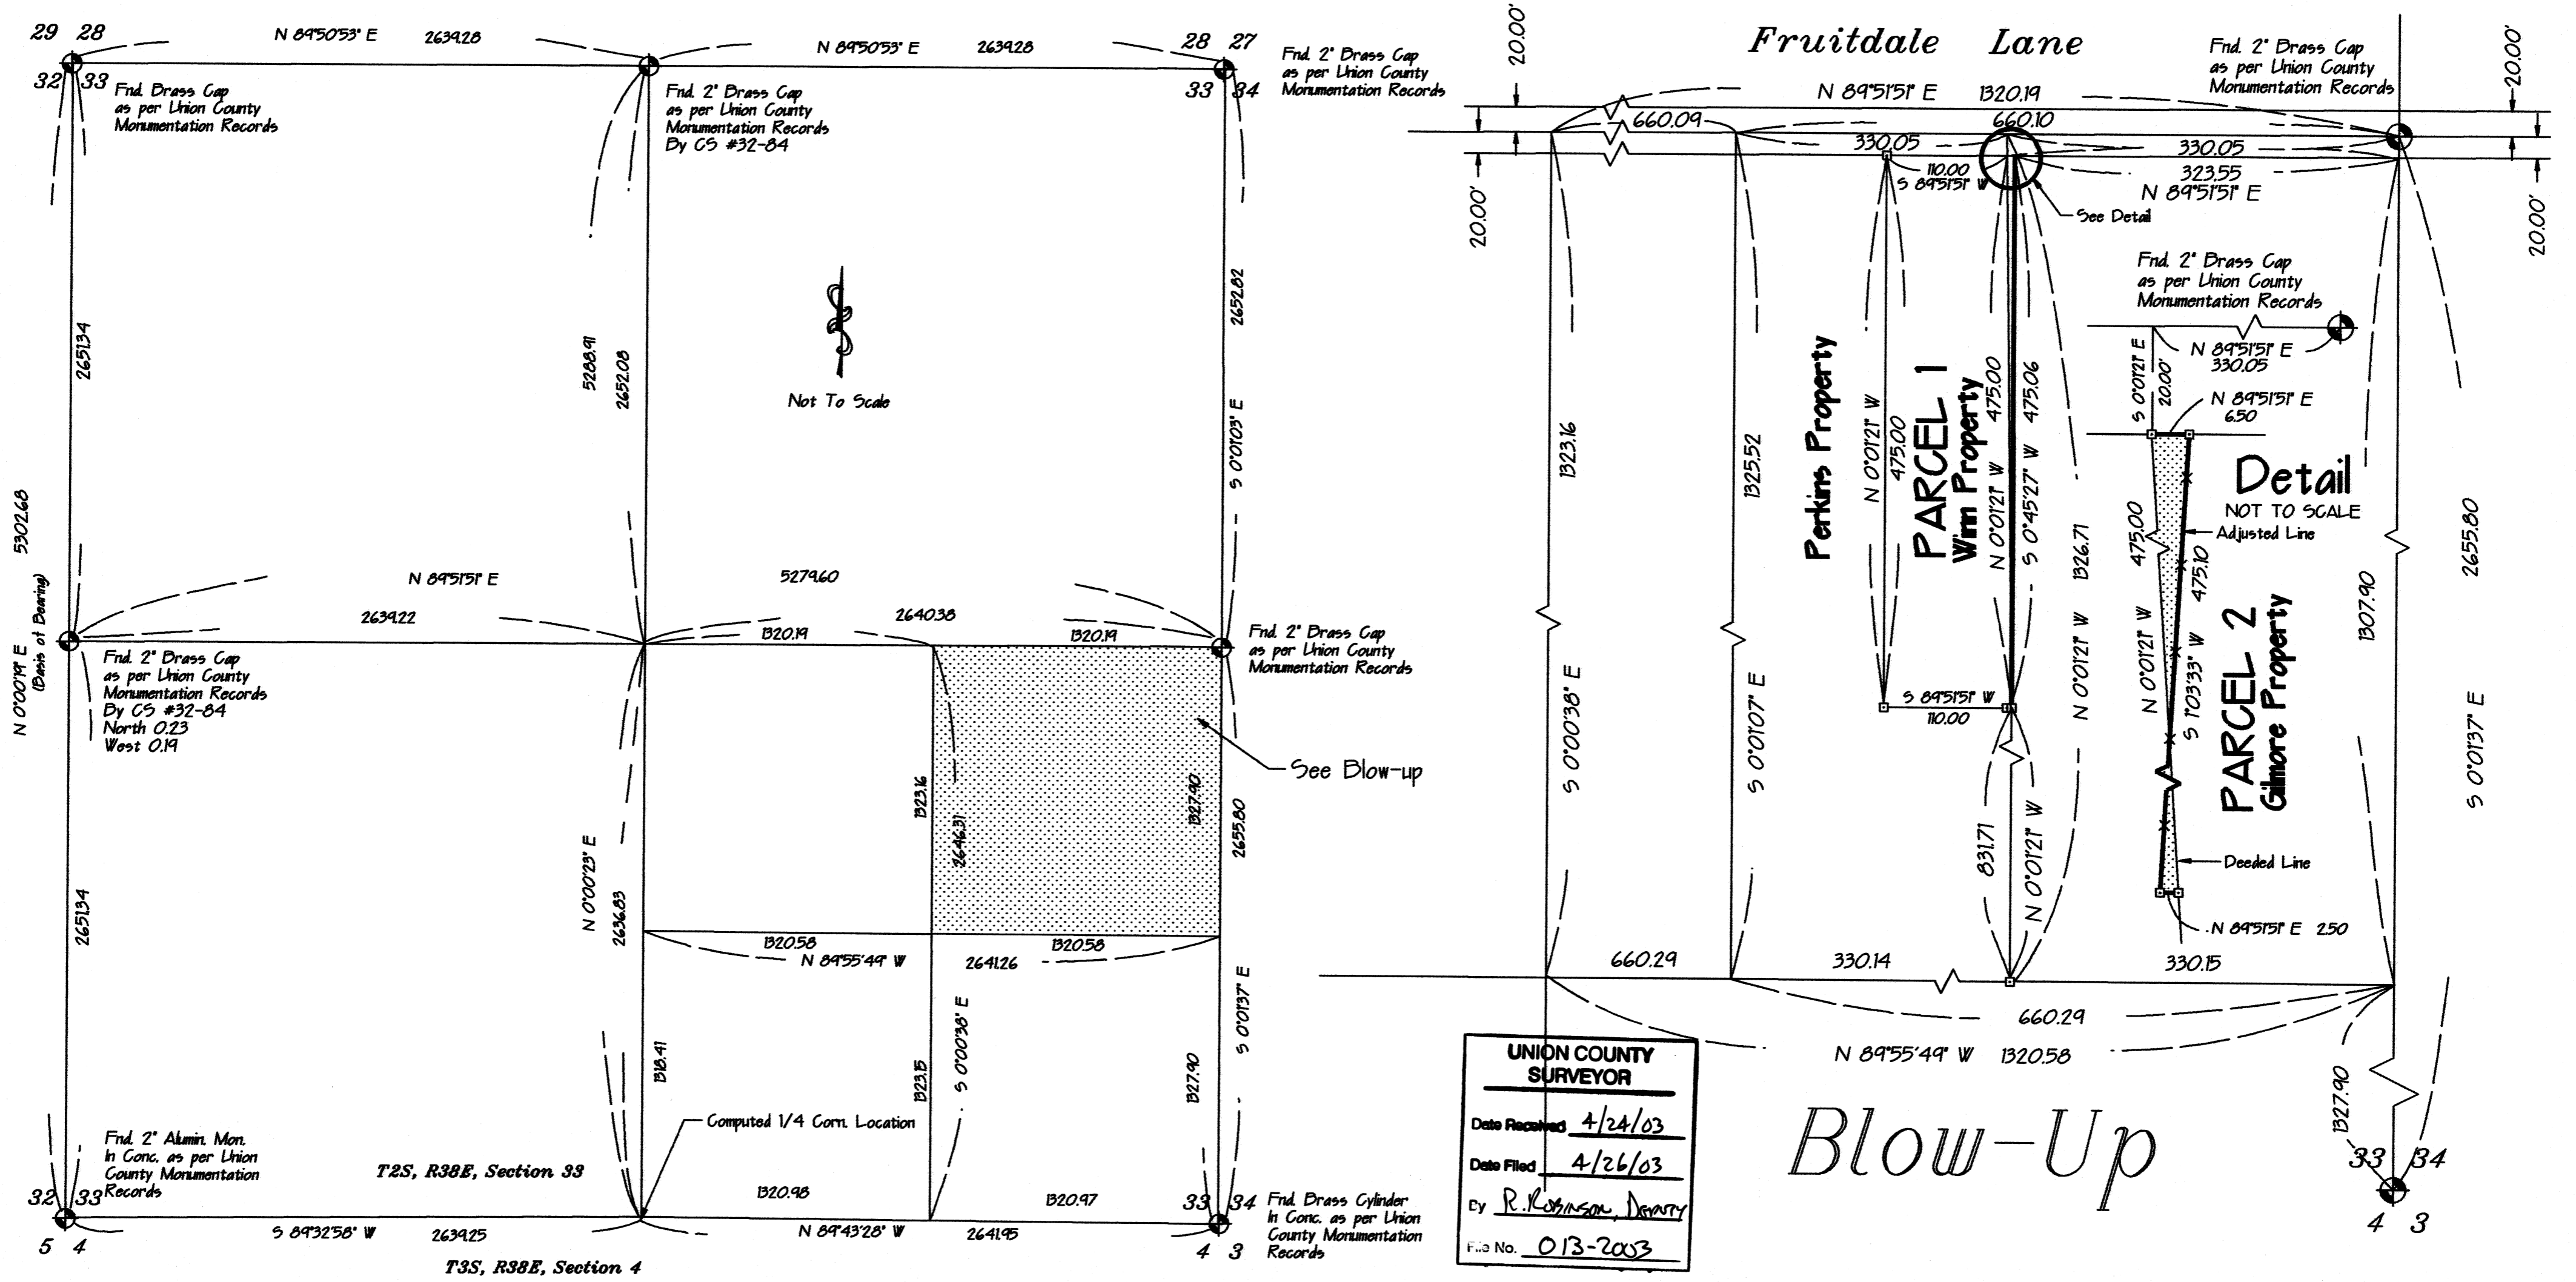 29 28
N 89°50'53" E 2639.28
N 89°50'53" E 2639.28
28 27
32 33
33 34
Fnd. Brass Cap
as per Union County
Monumentation Records
Fnd. 2" Brass Cap
as per Union County
Monumentation Records
By CS #32-84
Fnd. 2" Brass Cap
as per Union County
Monumentation Records
2651.34
5288.91
2652.08
2652.82
S 0°01'03" E
Not To Scale
N 0°00'19" E 5302.68
(Basis of Bearing)
N 89°51'51" E 5279.60
2639.22
2640.38
1320.19
1320.19
Fnd. 2" Brass Cap
as per Union County
Monumentation Records
By CS #32-84
North 0.23
West 0.19
Fnd. 2" Brass Cap
as per Union County
Monumentation Records
See Blow-up
1323.16
2646.31
1327.90
2655.80
2651.34
N 0°00'23" E
2636.83
1320.58
1320.58
N 89°55'49" W 2641.26
1318.41
1323.15
S 0°00'38" E
1327.90
S 0°01'37" E
Computed 1/4 Corn. Location
Fnd. 2" Alumin. Mon.
In Conc. as per Union
County Monumentation
Records
T2S, R38E, Section 33
32 33
1320.98
1320.97
33 34
Fnd. Brass Cylinder
In Conc. as per Union
County Monumentation
Records
S 89°32'58" W 2639.25
N 89°43'28" W 2641.95
5 4
4 3
T3S, R38E, Section 4
20.00'
Fruitdale Lane
Fnd. 2" Brass Cap
as per Union County
Monumentation Records
20.00'
N 89°51'51" E 1320.19
660.09
660.10
330.05
330.05
110.00
S 89°51'51" W
323.55
N 89°51'51" E
20.00'
20.00'
See Detail
Fnd. 2" Brass Cap
as per Union County
Monumentation Records
N 89°51'51" E
330.05
S 0°01'21" E
20.00'
N 89°51'51" E
6.50
Detail
NOT TO SCALE
Adjusted Line
475.00
475.10
N 0°01'21" W
S 1°03'33" W
Deeded Line
N 89°51'51" E 2.50
1323.16
S 0°00'38" E
1325.52
S 0°01'07" E
Perkins Property
N 0°01'21" W
475.00
PARCEL 1
Winn Property
N 0°01'21" W 475.00
S 0°45'27" W 475.06
N 0°01'21" W 1326.71
PARCEL 2
Gilmore Property
1307.90
2655.80
S 0°01'37" E
S 89°51'51" W
110.00
831.71
N 0°01'21" W
660.29
330.14
330.15
660.29
N 89°55'49" W 1320.58
1327.90
Blow-Up
33 34
4 3
UNION COUNTY
SURVEYOR
Date Received 4/24/03
Date Filed 4/26/03
By R. Robinson, Deputy
File No. 013-2003